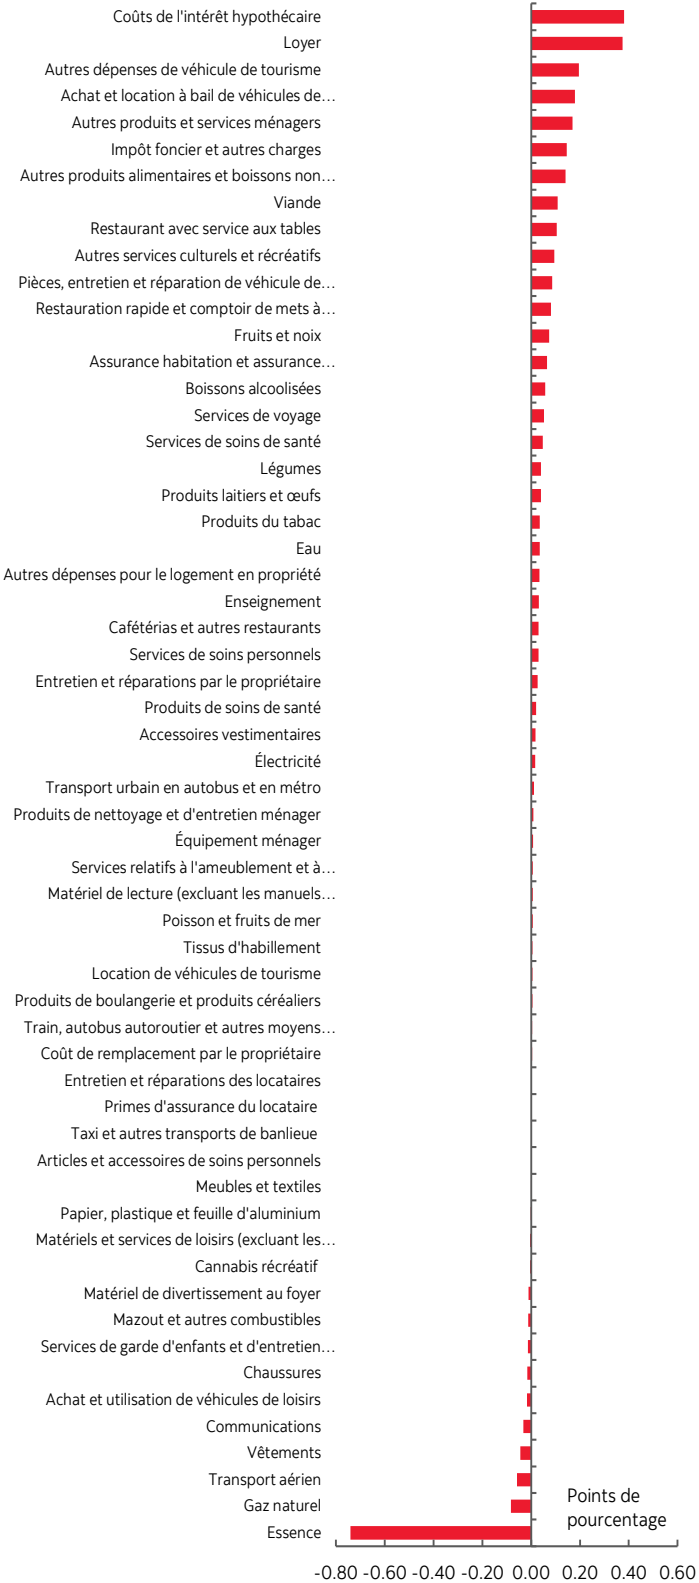 Coûts de l'intérêt hypothécaire
Loyer
Autres dépenses de véhicule de tourisme
Achat et location à bail de véhicules de…
Autres produits et services ménagers
Impôt foncier et autres charges
Autres produits alimentaires et boissons non…
Viande
Restaurant avec service aux tables
Autres services culturels et récréatifs
Pièces, entretien et réparation de véhicule de…
Restauration rapide et comptoir de mets à…
Fruits et noix
Assurance habitation et assurance…
Boissons alcoolisées
Services de voyage
Services de soins de santé
Légumes
Produits laitiers et œufs
Produits du tabac
Eau
Autres dépenses pour le logement en propriété
Enseignement
Cafétérias et autres restaurants
Services de soins personnels
Entretien et réparations par le propriétaire
Produits de soins de santé
Accessoires vestimentaires
Électricité
Transport urbain en autobus et en métro
Produits de nettoyage et d'entretien ménager
Équipement ménager
Services relatifs à l'ameublement et à…
Matériel de lecture (excluant les manuels…
Poisson et fruits de mer
Tissus d'habillement
Location de véhicules de tourisme
Produits de boulangerie et produits céréaliers
Train, autobus autoroutier et autres moyens…
Coût de remplacement par le propriétaire
Entretien et réparations des locataires
Primes d'assurance du locataire
Taxi et autres transports de banlieue
Articles et accessoires de soins personnels
Meubles et textiles
Papier, plastique et feuille d'aluminium
Matériels et services de loisirs (excluant les…
Cannabis récréatif
Matériel de divertissement au foyer
Mazout et autres combustibles
Services de garde d'enfants et d'entretien…
Chaussures
Achat et utilisation de véhicules de loisirs
Communications
Vêtements
Transport aérien
Gaz naturel
Essence
Points de
pourcentage
-0.80 -0.60 -0.40 -0.20 0.00 0.20 0.40 0.60